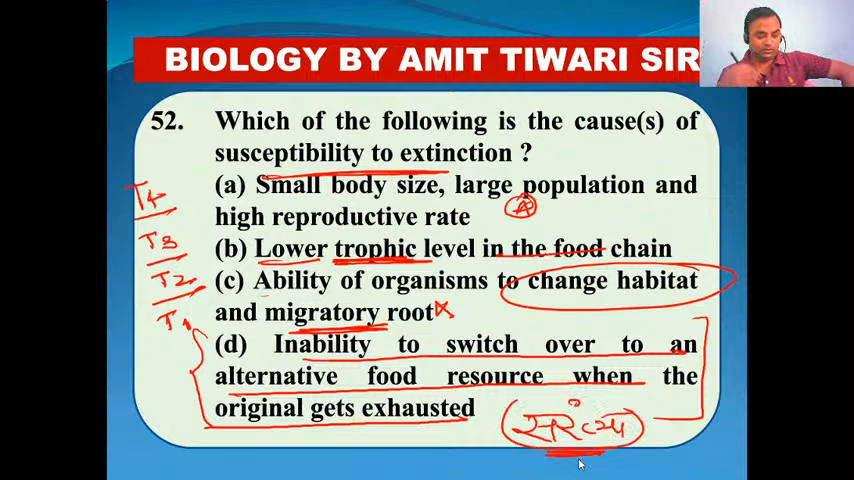 BIOLOGY BY AMIT TIWARI SIR
52. Which of the following is the cause(s) of
susceptibility to extinction ?
(a) Small body size, large population and
high reproductive rate
(b) Lower trophic level in the food chain
(c) Ability of organisms to change habitat
and migratory root
(d) Inability to switch over to an
alternative food resource when the
original gets exhausted
T4
T3
T2
T1